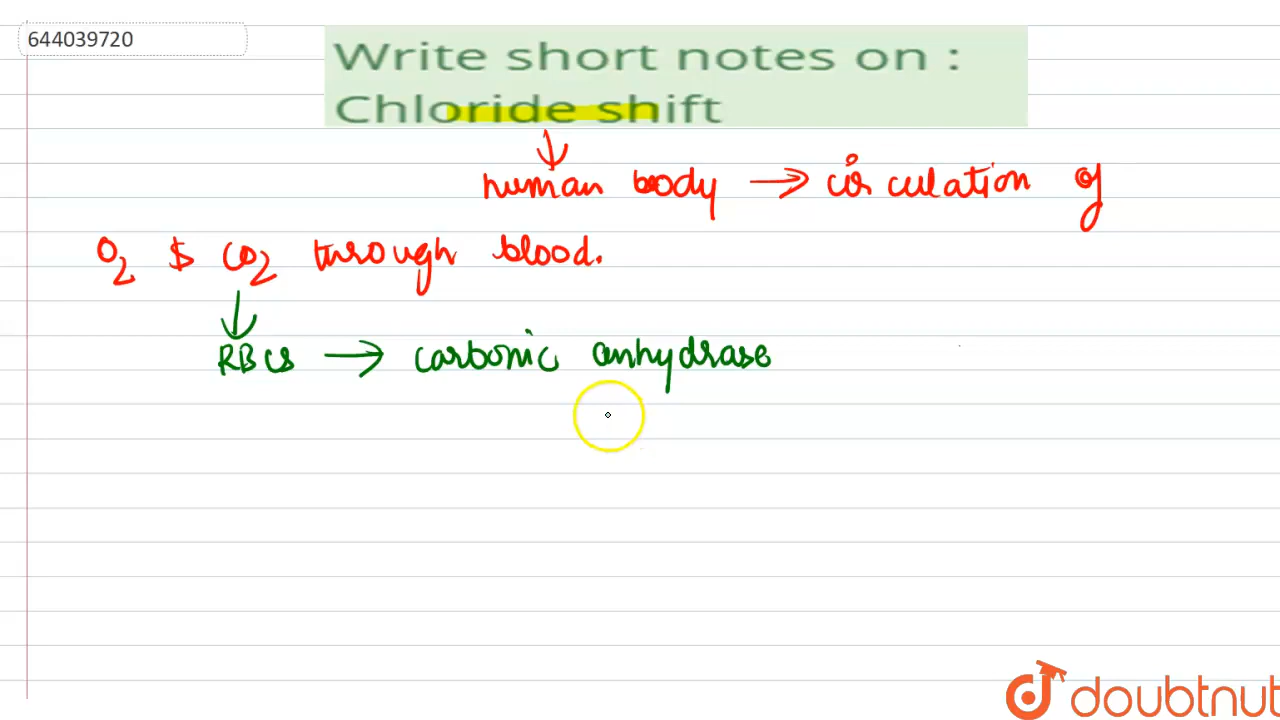 644039720
Write short notes on :
Chloride shift
human body → circulation of
O2 & CO2 through blood.
RBCs → carbonic anhydrase
doubtnut